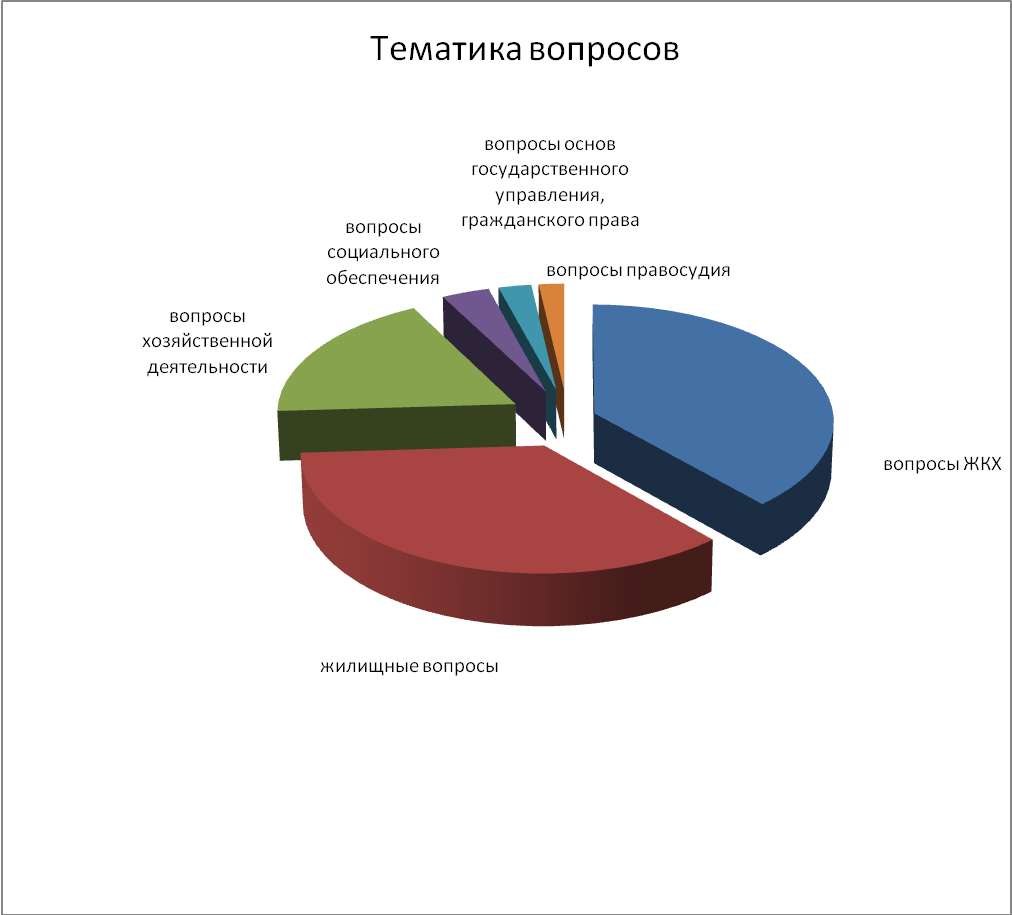 Тематика вопросов
вопросы основ
государственного
управления,
гражданского права
вопросы
социального
обеспечения
вопросы правосудия
вопросы
хозяйственной
деятельности
вопросы ЖКХ
жилищные вопросы